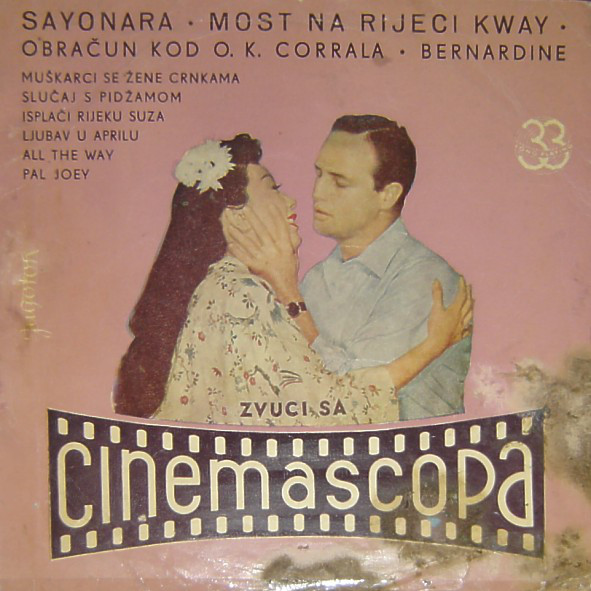 SAYONARA · MOST NA RIJECI KWAY ·
OBRAČUN KOD O. K. CORRALA · BERNARDINE
MUŠKARCI SE ŽENE CRNKAMA
SLUČAJ S PIDŽAMOM
ISPLAČI RIJEKU SUZA
LJUBAV U APRILU
ALL THE WAY
PAL JOEY
33
Jugoton
ZVUCI SA
cinemascopa